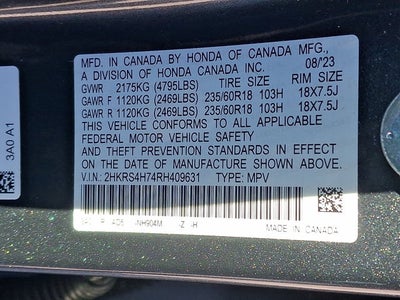 MFD. IN CANADA BY HONDA OF CANADA MFG.,
A DIVISION OF HONDA CANADA INC. 08/'23
GVWR 2175KG (4795LBS) TIRE SIZE RIM SIZE
GAWR F 1120KG (2469LBS) 235/60R18 103H 18X7.5J
GAWR R 1120KG (2469LBS) 235/60R18 103H 18X7.5J
THIS VEHICLE CONFORMS TO ALL APPLICABLE
FEDERAL MOTOR VEHICLE SAFETY
STANDARDS IN EFFECT ON THE
DATE OF MANUFACTURE SHOWN ABOVE.
V.I.N.: 2HKRS4H74RH409631 TYPE: MPV
NH904M -Z -H
MADE IN CANADA
3A0 A1